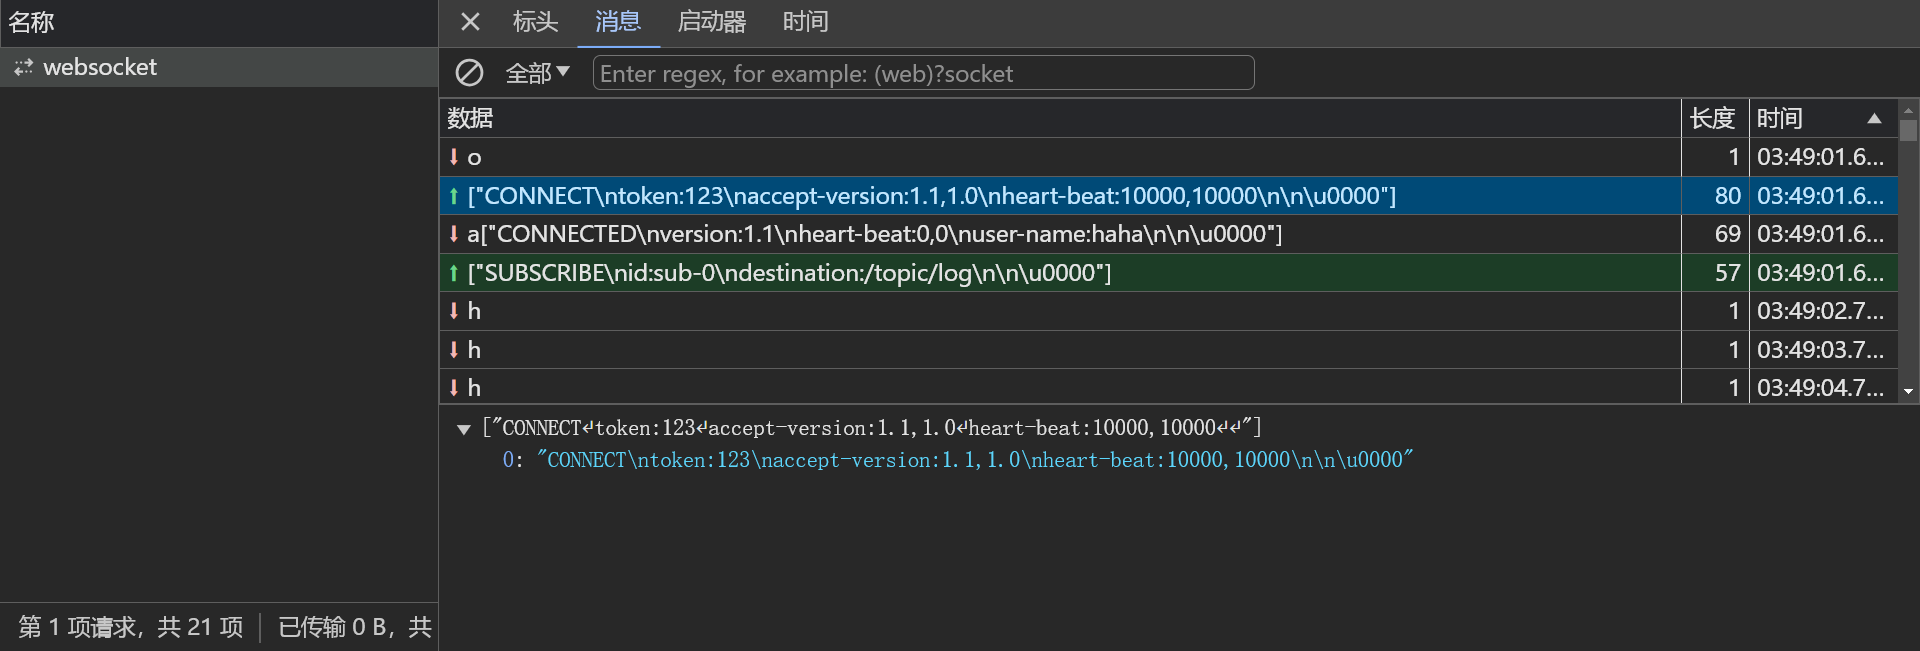 名称
websocket
标头 消息 启动器 时间
全部 Enter regex, for example: (web)?socket
数据 长度 时间
o 1 03:49:01.6...
["CONNECT\ntoken:123\naccept-version:1.1,1.0\nheart-beat:10000,10000\n\n\u0000"] 80 03:49:01.6...
a["CONNECTED\nversion:1.1\nheart-beat:0,0\nuser-name:haha\n\n\u0000"] 69 03:49:01.6...
["SUBSCRIBE\nid:sub-0\ndestination:/topic/log\n\n\u0000"] 57 03:49:01.6...
h 1 03:49:02.7...
h 1 03:49:03.7...
h 1 03:49:04.7...
["CONNECT↵token:123↵accept-version:1.1,1.0↵heart-beat:10000,10000↵↵"]
0: "CONNECT\ntoken:123\naccept-version:1.1,1.0\nheart-beat:10000,10000\n\n\u0000"
第 1 项请求，共 21 项 已传输 0 B，共